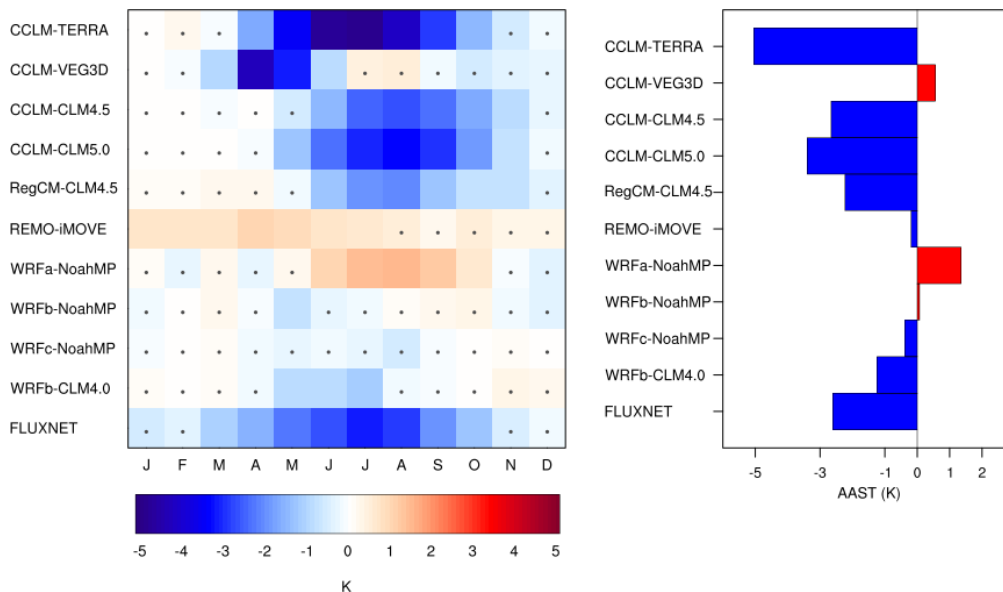 CCLM-TERRA
CCLM-VEG3D
CCLM-CLM4.5
CCLM-CLM5.0
RegCM-CLM4.5
REMO-iMOVE
WRFa-NoahMP
WRFb-NoahMP
WRFc-NoahMP
WRFb-CLM4.0
FLUXNET
J F M A M J J A S O N D
-5 -4 -3 -2 -1 0 1 2 3 4 5
K
CCLM-TERRA
CCLM-VEG3D
CCLM-CLM4.5
CCLM-CLM5.0
RegCM-CLM4.5
REMO-iMOVE
WRFa-NoahMP
WRFb-NoahMP
WRFc-NoahMP
WRFb-CLM4.0
FLUXNET
-5 -3 -1 0 1 2
AAST (K)